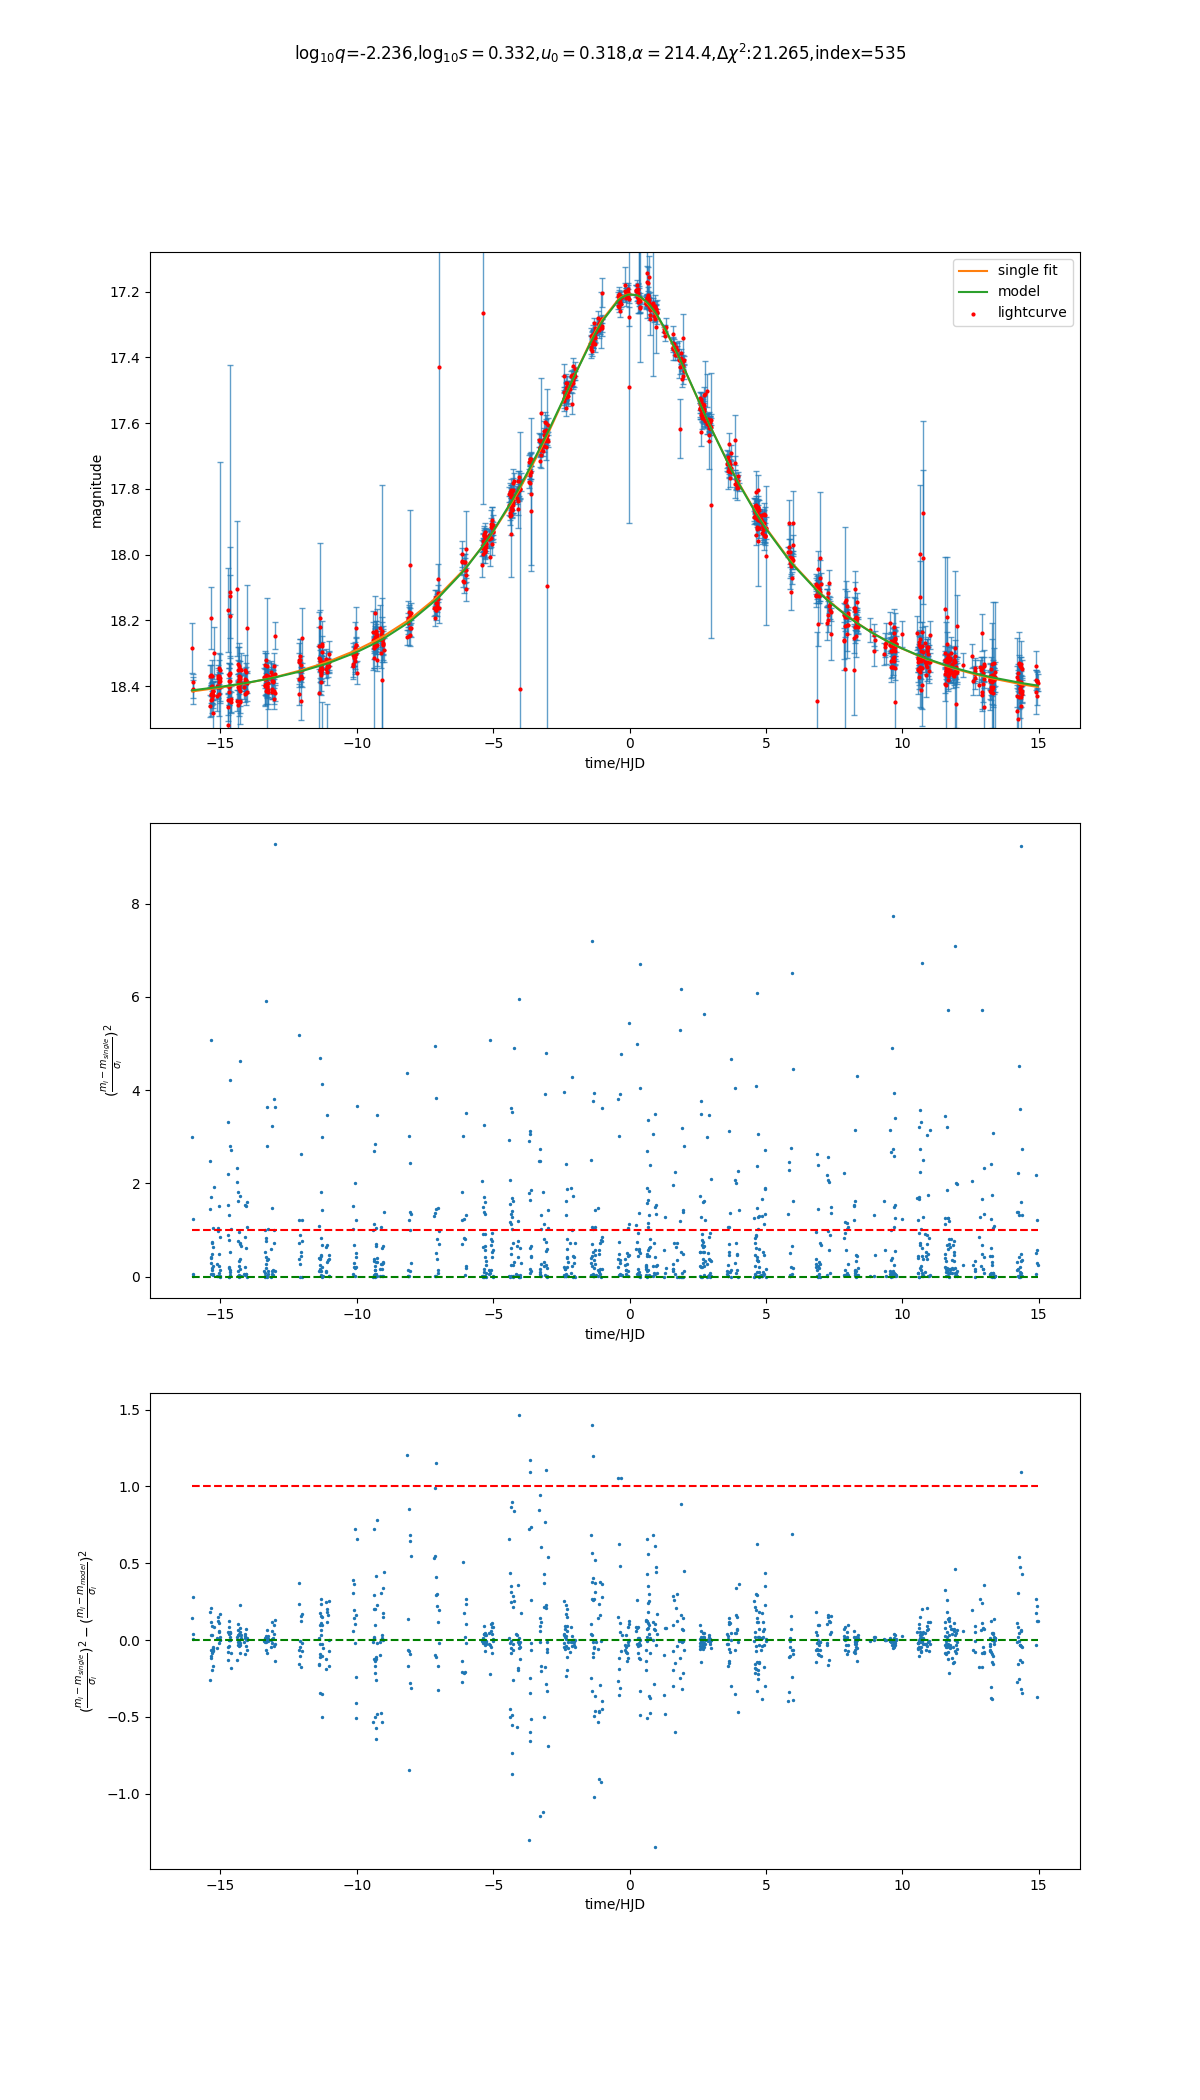 log₁₀q=-2.236,log₁₀s = 0.332,u₀ = 0.318,α = 214.4,Δχ²:21.265,index=535
single fit
model
lightcurve
magnitude
17.2
17.4
17.6
17.8
18.0
18.2
18.4
−15 −10 −5 0 5 10 15
time/HJD
((mᵢ − m_single)/σᵢ)²
8
6
4
2
0
−15 −10 −5 0 5 10 15
time/HJD
((mᵢ − m_single)/σᵢ)² − ((mᵢ − m_model)/σᵢ)²
1.5
1.0
0.5
0.0
−0.5
−1.0
−15 −10 −5 0 5 10 15
time/HJD